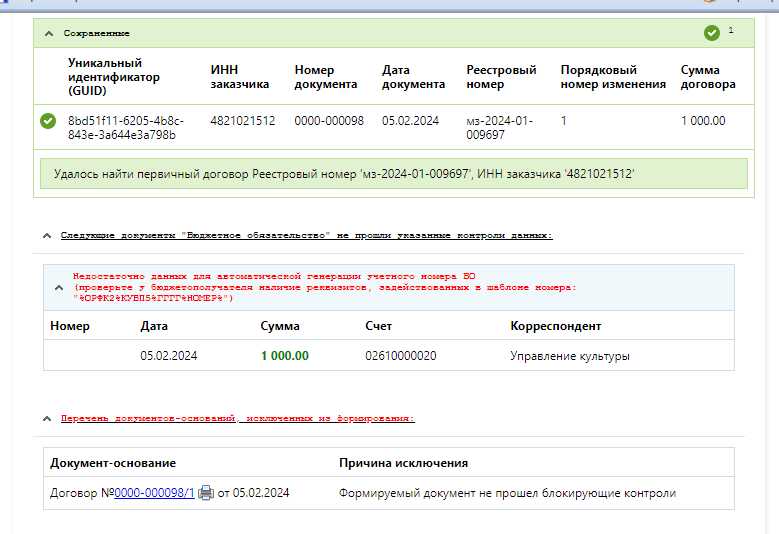 Сохраненные 1
Уникальный идентификатор (GUID) ИНН заказчика Номер документа Дата документа Реестровый номер Порядковый номер изменения Сумма договора
8bd51f11-6205-4b8c-843e-3a644e3a798b 4821021512 0000-000098 05.02.2024 мз-2024-01-009697 1 1 000.00
Удалось найти первичный договор Реестровый номер 'мз-2024-01-009697', ИНН заказчика '4821021512'
Следующие документы "Бюджетное обязательство" не прошли указанные контроли данных:
Недостаточно данных для автоматической генерации учетного номера БО
(проверьте у бюджетополучателя наличие реквизитов, задействованных в шаблоне номера:
"%ОРФК2%КУБП5%ГГГГ%НОМЕР%")
Номер Дата Сумма Счет Корреспондент
05.02.2024 1 000.00 02610000020 Управление культуры
Перечень документов-оснований, исключенных из формирования:
Документ-основание Причина исключения
Договор №0000-000098/1 от 05.02.2024 Формируемый документ не прошел блокирующие контроли